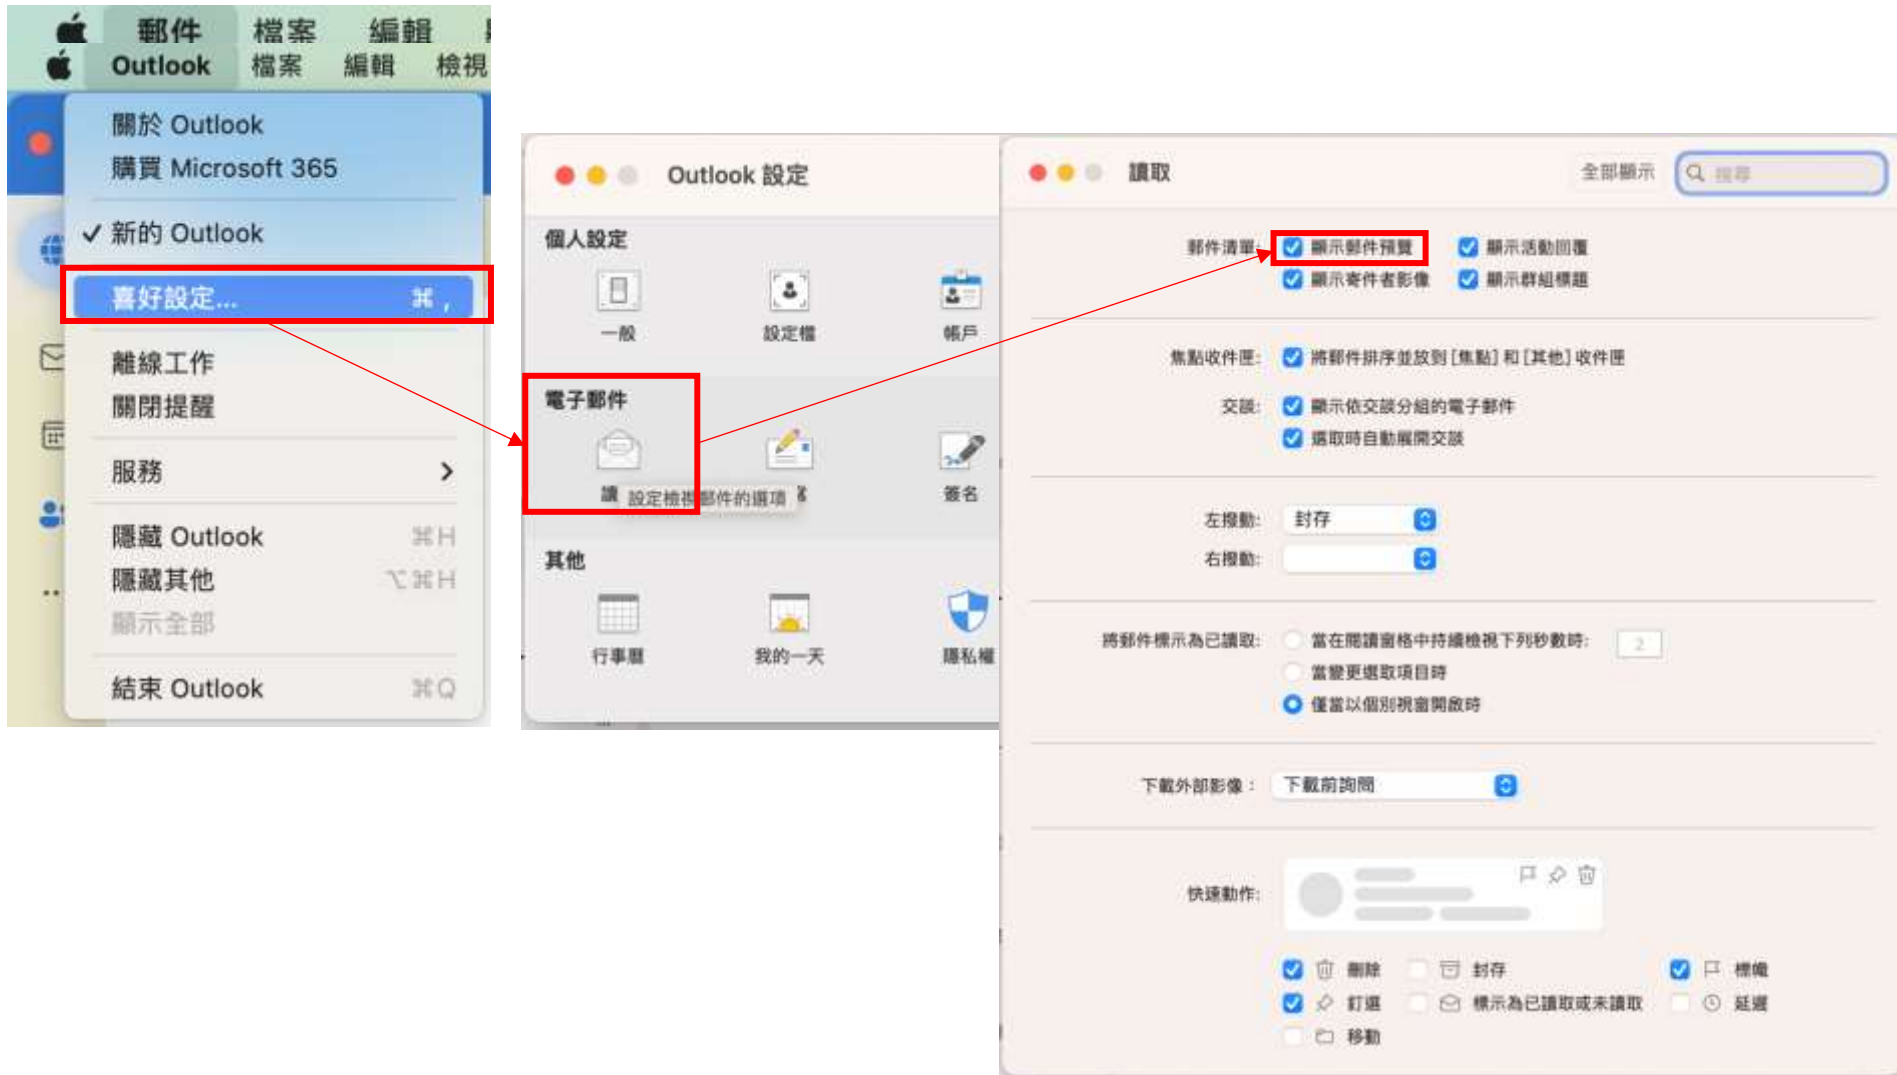 郵件 檔案 編輯
Outlook 檔案 編輯 檢視
關於 Outlook
購買 Microsoft 365
✓ 新的 Outlook
喜好設定... ⌘ ,
離線工作
關閉提醒
服務 >
隱藏 Outlook ⌘H
隱藏其他 ⌥⌘H
顯示全部
結束 Outlook ⌘Q
Outlook 設定
個人設定
一般 設定檔 帳戶
電子郵件
讀 簽名
設定檢視郵件的選項
其他
行事曆 我的一天 隱私權
讀取 全部顯示 搜尋
郵件清單: 顯示郵件預覽 顯示活動回覆
顯示寄件者影像 顯示群組標題
焦點收件匣: 將郵件排序並放到 [焦點] 和 [其他] 收件匣
交談: 顯示依交談分組的電子郵件
選取時自動展開交談
左撥動: 封存
右撥動:
將郵件標示為已讀取: 當在閱讀窗格中持續檢視下列秒數時: 2
當變更選取項目時
僅當以個別視窗開啟時
下載外部影像: 下載前詢問
快速動作:
刪除 封存 標幟
釘選 標示為已讀取或未讀取 延遲
移動